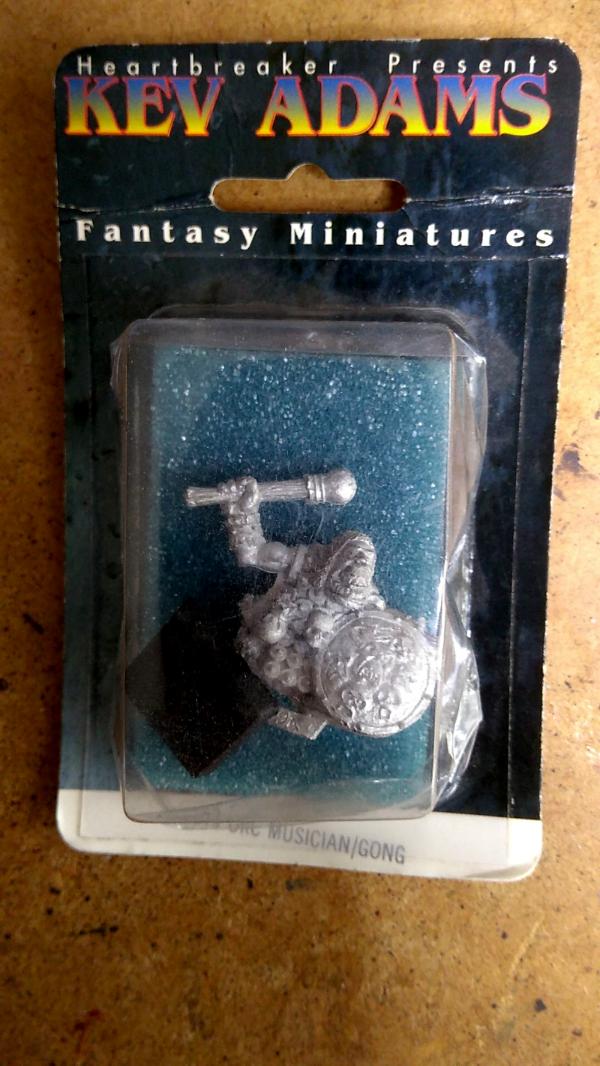 Heartbreaker Presents
KEV ADAMS
Fantasy Miniatures
ORC MUSICIAN/GONG